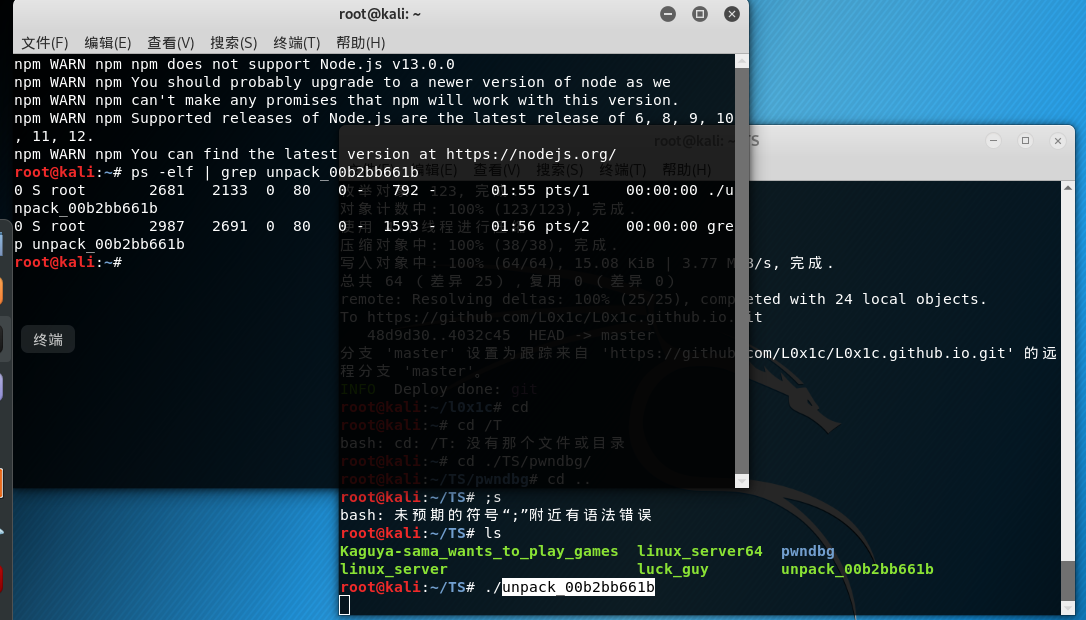 root@kali: ~
文件(F) 编辑(E) 查看(V) 搜索(S) 终端(T) 帮助(H)
npm WARN npm npm does not support Node.js v13.0.0
npm WARN npm You should probably upgrade to a newer version of node as we
npm WARN npm can't make any promises that npm will work with this version.
npm WARN npm Supported releases of Node.js are the latest release of 6, 8, 9, 10
, 11, 12.
npm WARN npm You can find the latest version at https://nodejs.org/
root@kali:~# ps -elf | grep unpack_00b2bb661b
0 S root 2681 2133 0 80 0 - 792 - 01:55 pts/1 00:00:00 ./u
npack_00b2bb661b
0 S root 2987 2691 0 80 0 - 1593 - 01:56 pts/2 00:00:00 gre
p unpack_00b2bb661b
root@kali:~#
终端
root@kali: ~/TS
编辑(E) 查看(V) 搜索(S) 终端(T) 帮助(H)
对象计数中: 100% (123/123), 完成.
压缩对象中: 100% (38/38), 完成.
写入对象中: 100% (64/64), 15.08 KiB | 3.77 MiB/s, 完成.
总共 64 （差异 25），复用 0 （差异 0）
remote: Resolving deltas: 100% (25/25), completed with 24 local objects.
To https://github.com/L0x1c/L0x1c.github.io.git
48d9d30..4032c45 HEAD -> master
分支 'master' 设置为跟踪来自 'https://github.com/L0x1c/L0x1c.github.io.git' 的远
程分支 'master'。
INFO Deploy done: git
root@kali:~/l0x1c# cd
root@kali:~# cd /T
bash: cd: /T: 没有那个文件或目录
root@kali:~# cd ./TS/pwndbg/
root@kali:~/TS/pwndbg# cd ..
root@kali:~/TS# ;s
bash: 未预期的符号“;”附近有语法错误
root@kali:~/TS# ls
Kaguya-sama_wants_to_play_games linux_server64 pwndbg
linux_server luck_guy unpack_00b2bb661b
root@kali:~/TS# ./unpack_00b2bb661b